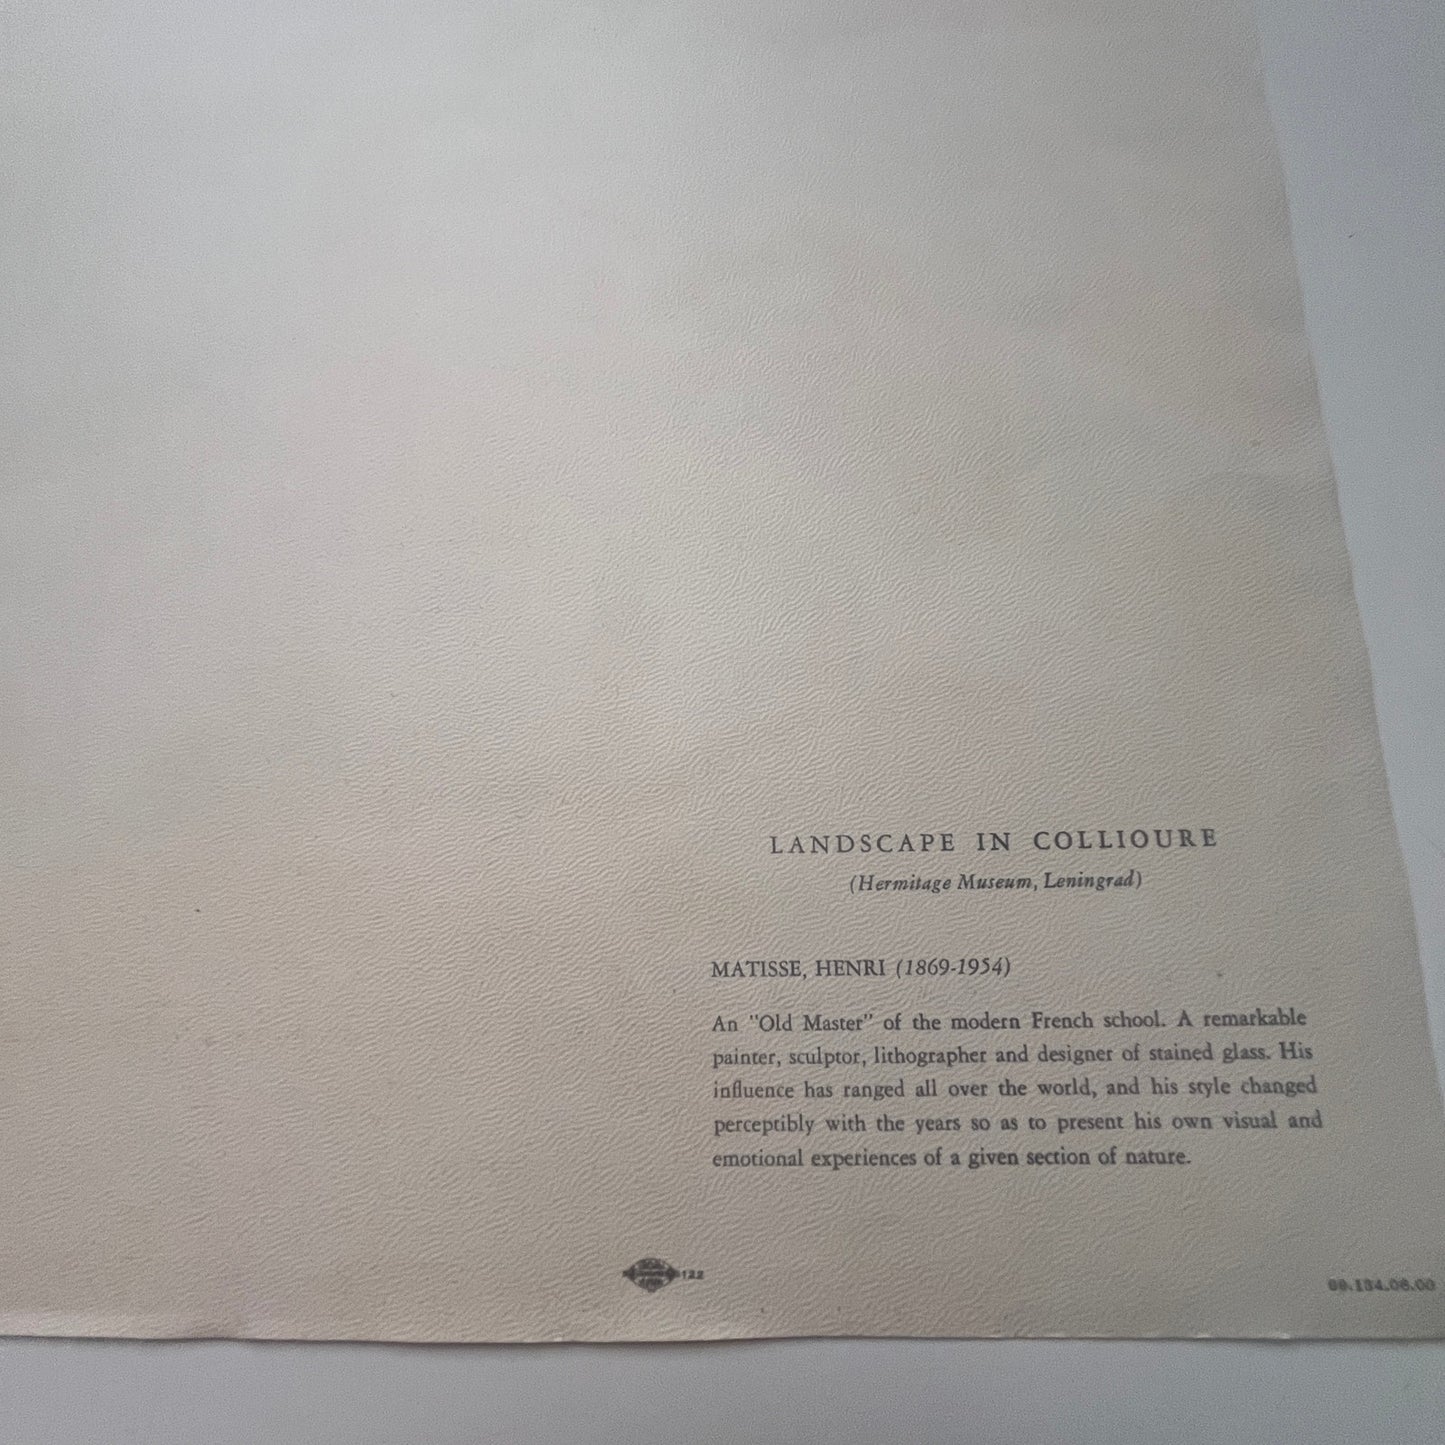 LANDSCAPE IN COLLIOURE
(Hermitage Museum, Leningrad)
MATISSE, HENRI (1869-1954)
An "Old Master" of the modern French school. A remarkable
painter, sculptor, lithographer and designer of stained glass. His
influence has ranged all over the world, and his style changed
perceptibly with the years so as to present his own visual and
emotional experiences of a given section of nature.
122